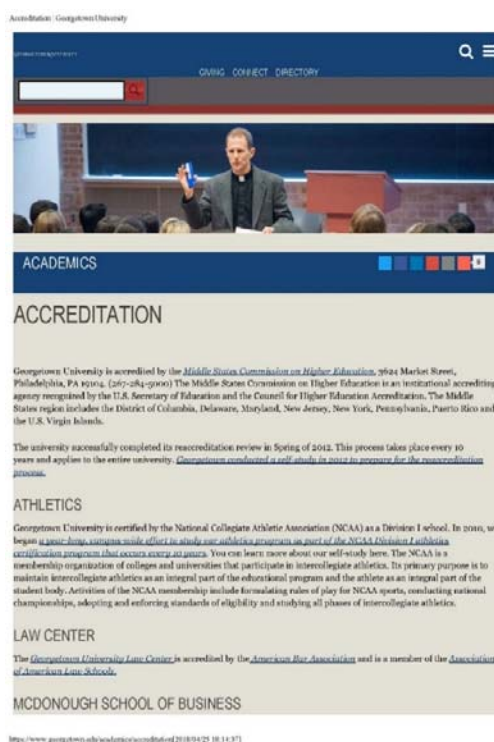 Accreditation | Georgetown University
GIVING CONNECT DIRECTORY
ACADEMICS
ACCREDITATION
Georgetown University is accredited by the Middle States Commission on Higher Education, 3624 Market Street,
Philadelphia, PA 19104. (267-284-5000) The Middle States Commission on Higher Education is an institutional accrediting
agency recognized by the U.S. Secretary of Education and the Council for Higher Education Accreditation. The Middle
States region includes the District of Columbia, Delaware, Maryland, New Jersey, New York, Pennsylvania, Puerto Rico and
the U.S. Virgin Islands.
The university successfully completed its reaccreditation review in Spring of 2012. This process takes place every 10
years and applies to the entire university. Georgetown conducted a self-study in 2012 to prepare for the reaccreditation
process.
ATHLETICS
Georgetown University is certified by the National Collegiate Athletic Association (NCAA) as a Division I school. In 2010, we
began a year-long, campus-wide effort to study our athletics program as part of the NCAA Division I athletics
certification program that occurs every 10 years. You can learn more about our self-study here. The NCAA is a
membership organization of colleges and universities that participate in intercollegiate athletics. Its primary purpose is to
maintain intercollegiate athletics as an integral part of the educational program and the athlete as an integral part of the
student body. Activities of the NCAA membership include formulating rules of play for NCAA sports, conducting national
championships, adopting and enforcing standards of eligibility and studying all phases of intercollegiate athletics.
LAW CENTER
The Georgetown University Law Center is accredited by the American Bar Association and is a member of the Association
of American Law Schools.
MCDONOUGH SCHOOL OF BUSINESS
https://www.georgetown.edu/academics/accreditation[2018/04/25 10:14:37]